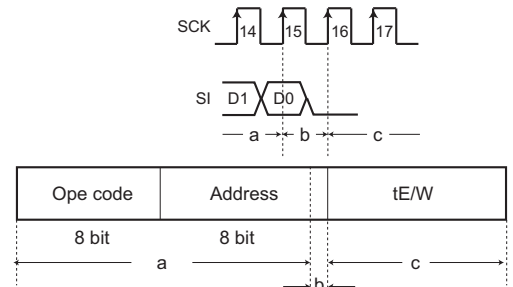 SCK 14 15 16 17
SI D1 D0
a b c
Ope code Address tE/W
8 bit 8 bit
a c
b